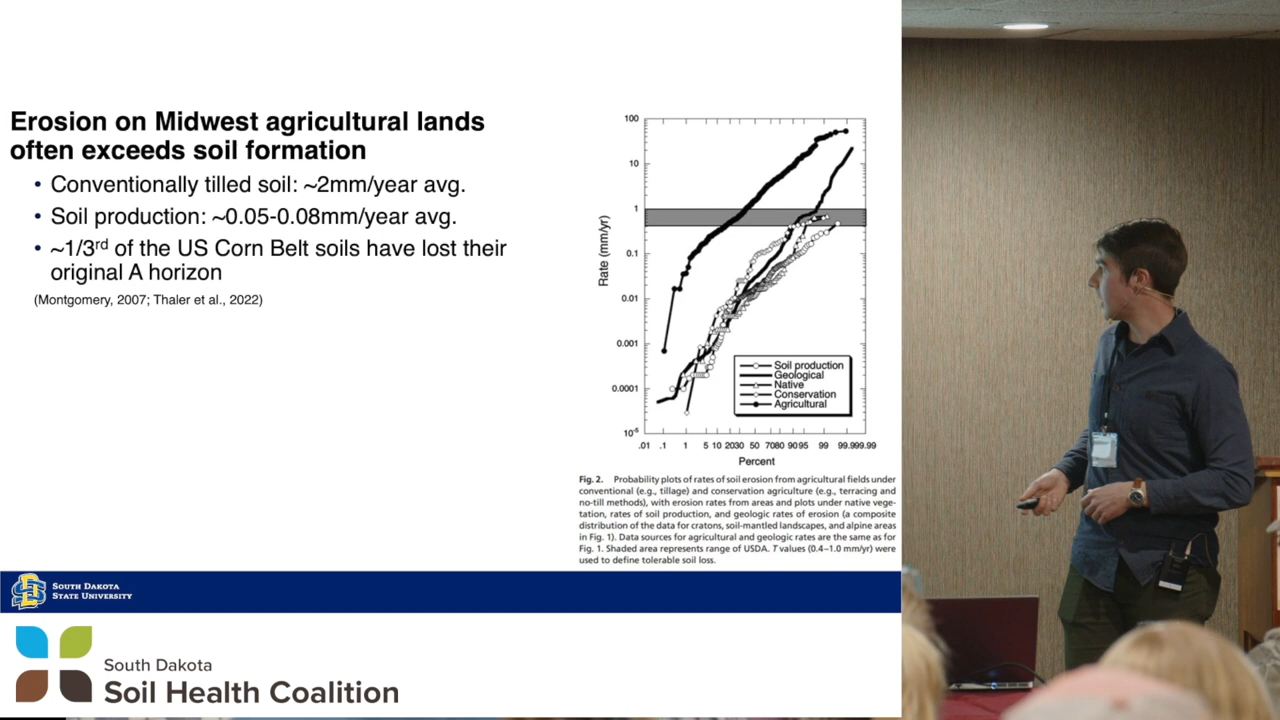 Erosion on Midwest agricultural lands
often exceeds soil formation
• Conventionally tilled soil: ~2mm/year avg.
• Soil production: ~0.05-0.08mm/year avg.
• ~1/3rd of the US Corn Belt soils have lost their
original A horizon
(Montgomery, 2007; Thaler et al., 2022)
100
10
1
0.1
0.01
0.001
0.0001
10-5
Rate (mm/yr)
Soil production
Geological
Native
Conservation
Agricultural
.01 .1 1 5 10 2030 50 7080 9095 99 99.999.99
Percent
Fig. 2. Probability plots of rates of soil erosion from agricultural fields under
conventional (e.g., tillage) and conservation agriculture (e.g., terracing and
no-till methods), with erosion rates from areas and plots under native vege-
tation, rates of soil production, and geologic rates of erosion (a composite
distribution of the data for cratons, soil-mantled landscapes, and alpine areas
in Fig. 1). Data sources for agricultural and geologic rates are the same as for
Fig. 1. Shaded area represents range of USDA. T values (0.4–1.0 mm/yr) were
used to define tolerable soil loss.
SOUTH DAKOTA
STATE UNIVERSITY
South Dakota
Soil Health Coalition